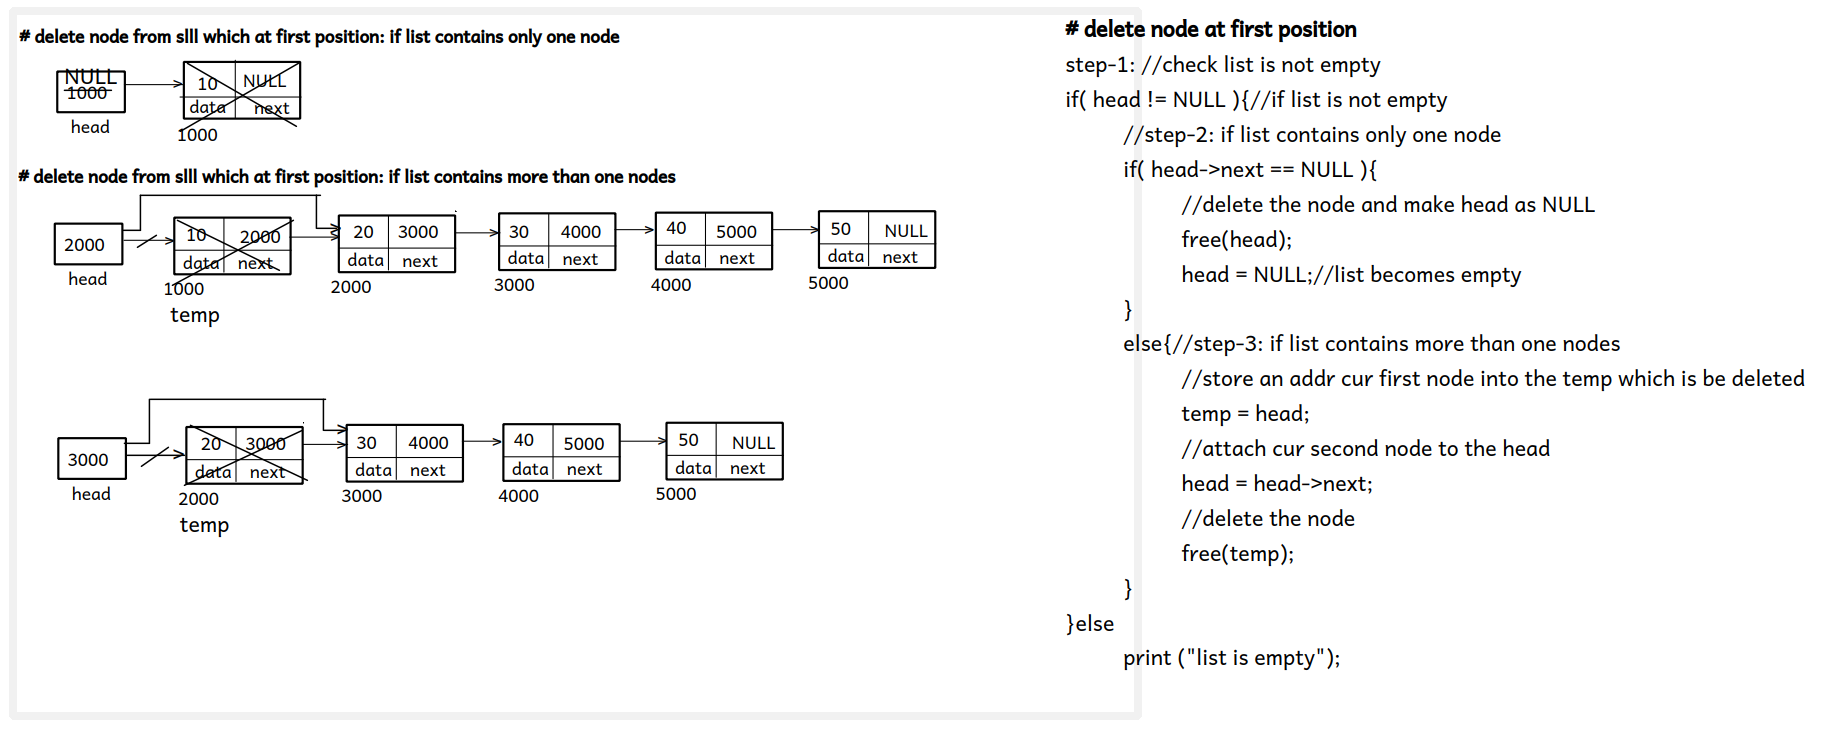 # delete node from slll which at first position: if list contains only one node
NULL
1000
head
10 NULL
data next
1000
# delete node from slll which at first position: if list contains more than one nodes
2000
head
10 2000
data next
1000
temp
20 3000
data next
2000
30 4000
data next
3000
40 5000
data next
4000
50 NULL
data next
5000
3000
head
20 3000
data next
2000
temp
30 4000
data next
3000
40 5000
data next
4000
50 NULL
data next
5000
# delete node at first position
step-1: //check list is not empty
if( head != NULL ){//if list is not empty
//step-2: if list contains only one node
if( head->next == NULL ){
//delete the node and make head as NULL
free(head);
head = NULL;//list becomes empty
}
else{//step-3: if list contains more than one nodes
//store an addr cur first node into the temp which is be deleted
temp = head;
//attach cur second node to the head
head = head->next;
//delete the node
free(temp);
}
}else
print ("list is empty");